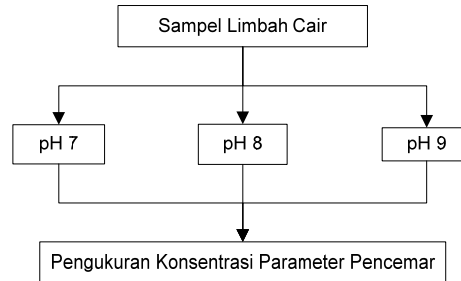 Sampel Limbah Cair
pH 7
pH 8
pH 9
Pengukuran Konsentrasi Parameter Pencemar